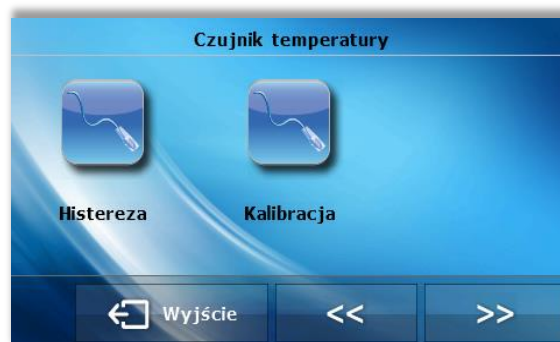 Czujnik temperatury
Histereza Kalibracja
Wyjście << >>